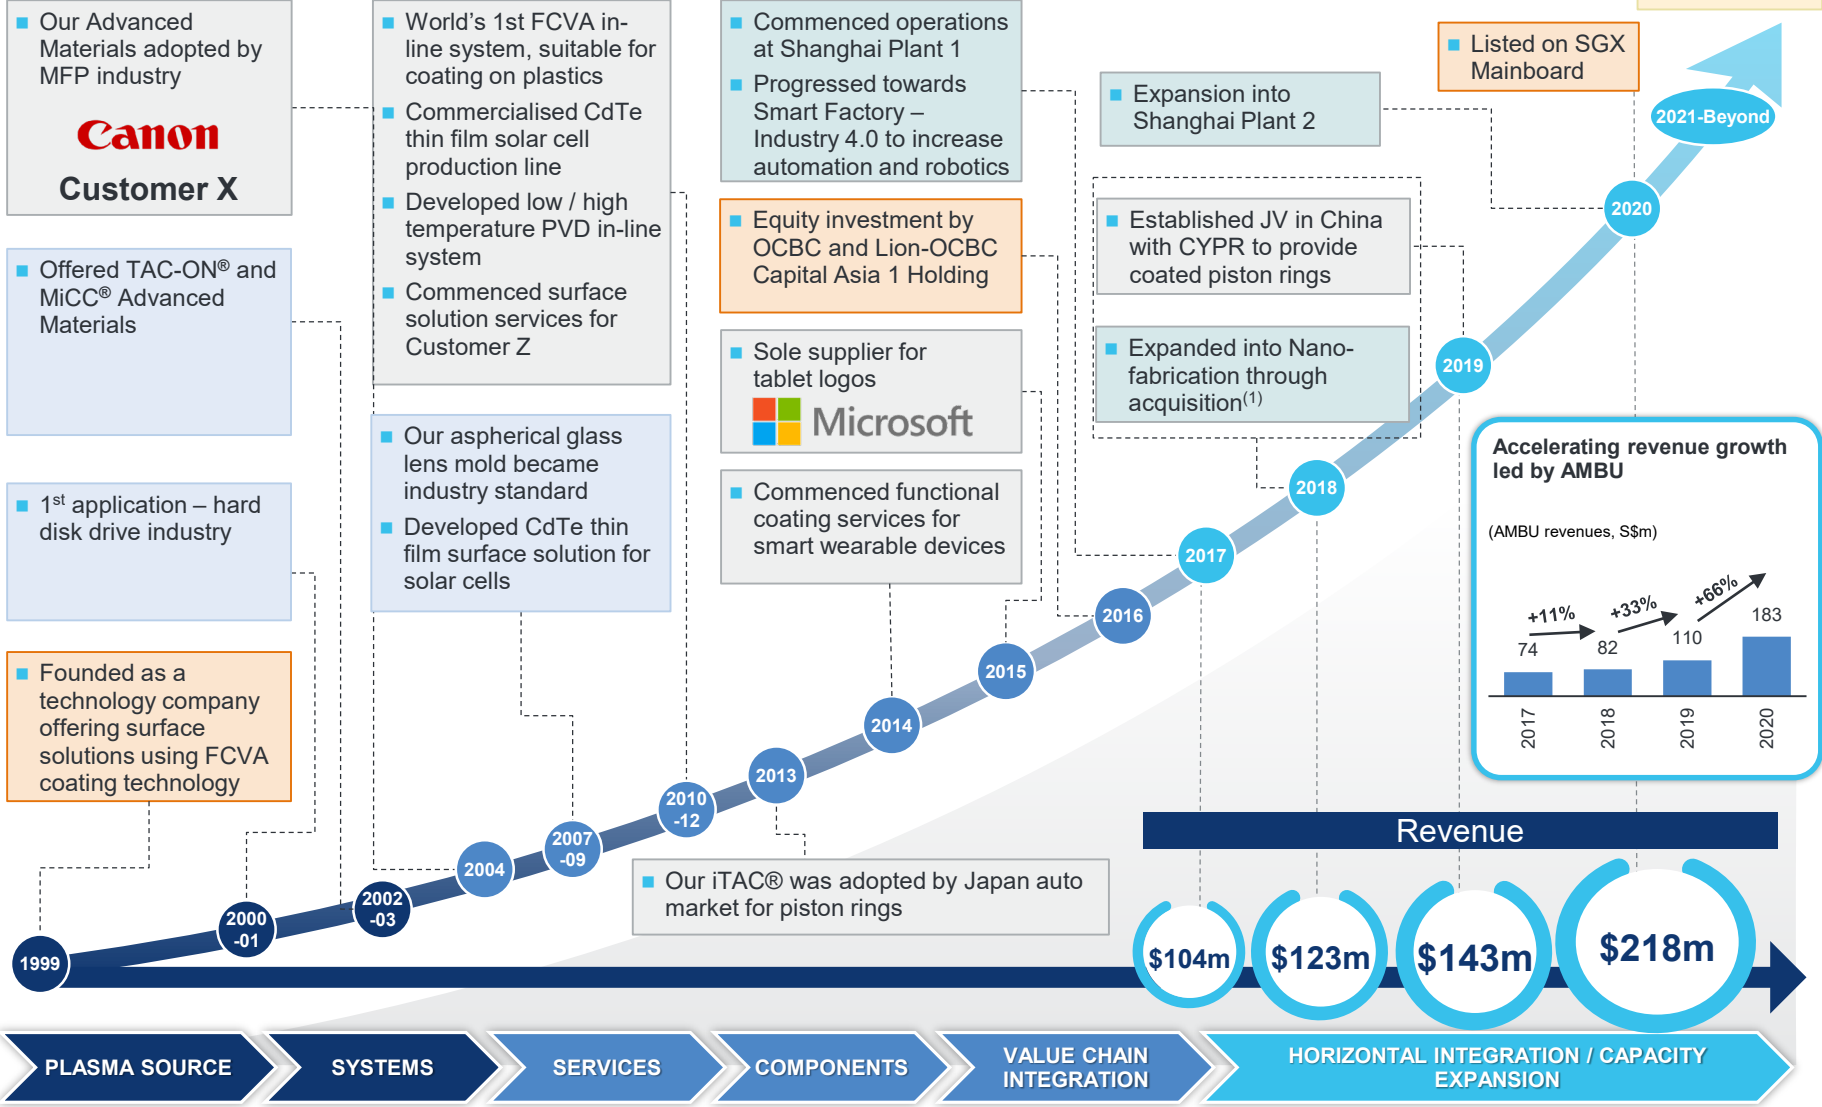 Our Advanced
Materials adopted by
MFP industry
Canon
Customer X
Offered TAC-ON® and
MiCC® Advanced
Materials
1st application – hard
disk drive industry
Founded as a
technology company
offering surface
solutions using FCVA
coating technology
World's 1st FCVA in-
line system, suitable for
coating on plastics
Commercialised CdTe
thin film solar cell
production line
Developed low / high
temperature PVD in-line
system
Commenced surface
solution services for
Customer Z
Our aspherical glass
lens mold became
industry standard
Developed CdTe thin
film surface solution for
solar cells
Commenced operations
at Shanghai Plant 1
Progressed towards
Smart Factory –
Industry 4.0 to increase
automation and robotics
Equity investment by
OCBC and Lion-OCBC
Capital Asia 1 Holding
Sole supplier for
tablet logos
Microsoft
Commenced functional
coating services for
smart wearable devices
Our iTAC® was adopted by Japan auto
market for piston rings
Expansion into
Shanghai Plant 2
Established JV in China
with CYPR to provide
coated piston rings
Expanded into Nano-
fabrication through
acquisition(1)
Listed on SGX
Mainboard
1999
2000
-01
2002
-03
2004
2007
-09
2010
-12
2013
2014
2015
2016
2017
2018
2019
2020
2021-Beyond
Accelerating revenue growth
led by AMBU
(AMBU revenues, S$m)
+11%
+33%
+66%
74
82
110
183
2017
2018
2019
2020
Revenue
$104m
$123m
$143m
$218m
PLASMA SOURCE
SYSTEMS
SERVICES
COMPONENTS
VALUE CHAIN
INTEGRATION
HORIZONTAL INTEGRATION / CAPACITY
EXPANSION